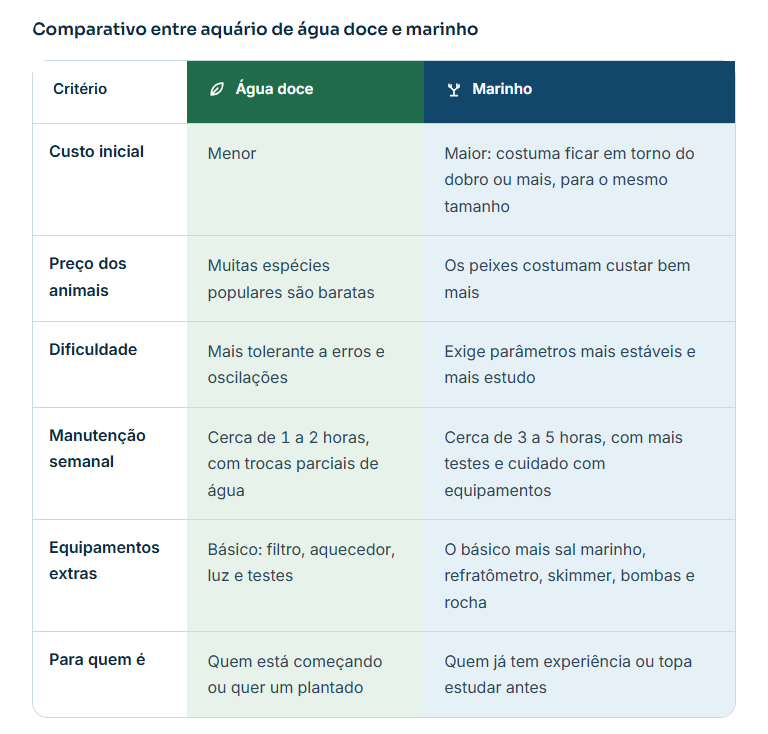 Comparativo entre aquário de água doce e marinho
Critério
Água doce
Marinho
Custo inicial
Menor
Maior: costuma ficar em torno do
dobro ou mais, para o mesmo
tamanho
Preço dos
animais
Muitas espécies
populares são baratas
Os peixes costumam custar bem
mais
Dificuldade
Mais tolerante a erros e
oscilações
Exige parâmetros mais estáveis e
mais estudo
Manutenção
semanal
Cerca de 1 a 2 horas,
com trocas parciais de
água
Cerca de 3 a 5 horas, com mais
testes e cuidado com
equipamentos
Equipamentos
extras
Básico: filtro, aquecedor,
luz e testes
O básico mais sal marinho,
refratômetro, skimmer, bombas e
rocha
Para quem é
Quem está começando
ou quer um plantado
Quem já tem experiência ou topa
estudar antes